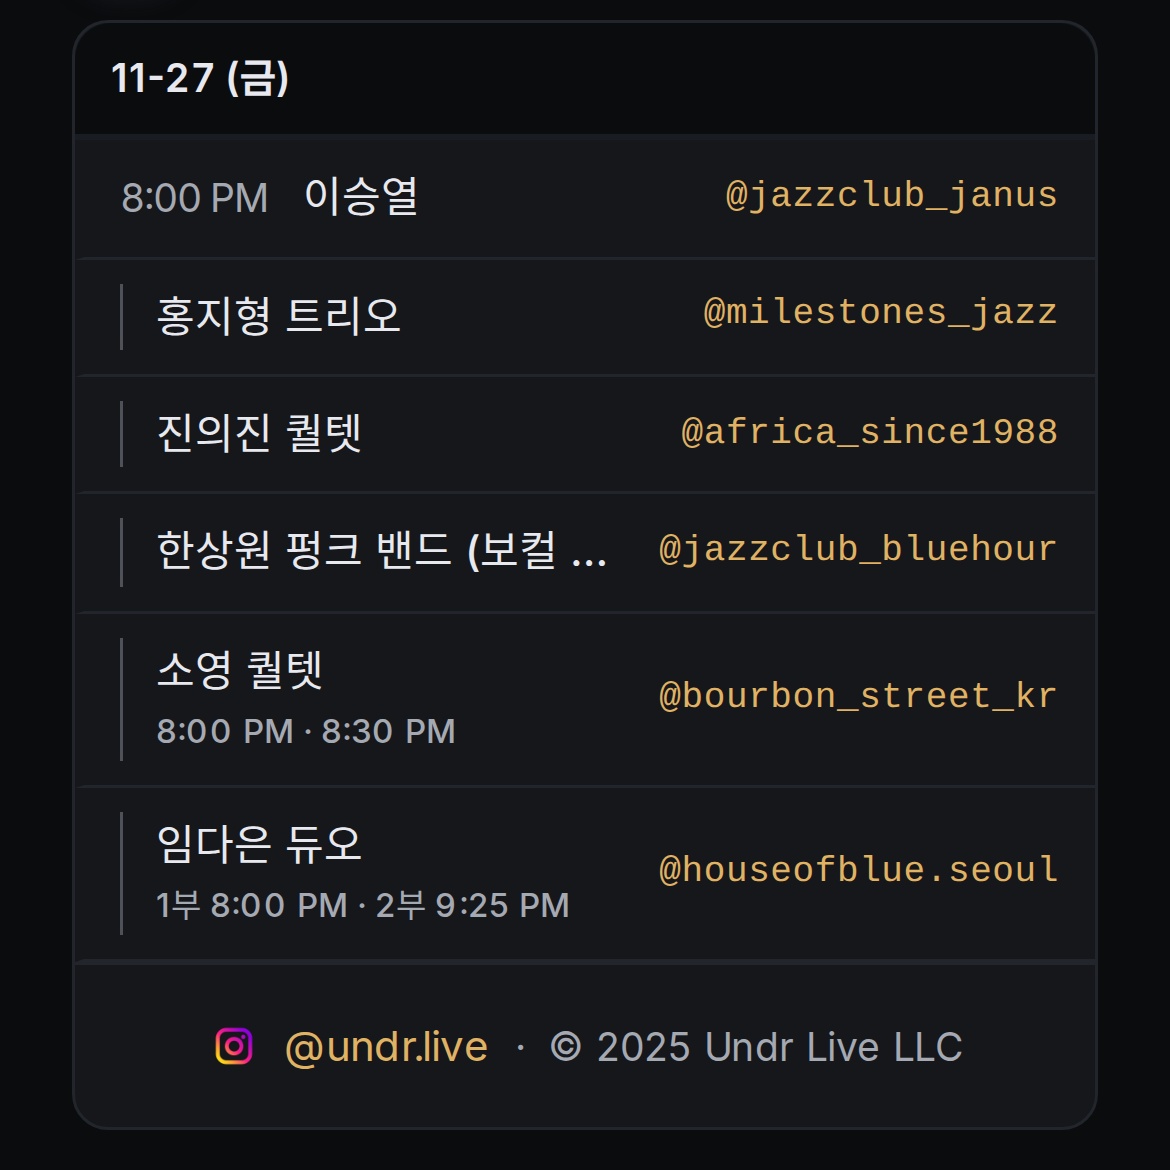 11-27 (금)
8:00 PM 이승열 @jazzclub_janus
홍지형 트리오 @milestones_jazz
진의진 퀄텟 @africa_since1988
한상원 펑크 밴드 (보컬 ... @jazzclub_bluehour
소영 퀄텟
8:00 PM · 8:30 PM @bourbon_street_kr
임다은 듀오
1부 8:00 PM · 2부 9:25 PM @houseofblue.seoul
@undr.live · © 2025 Undr Live LLC